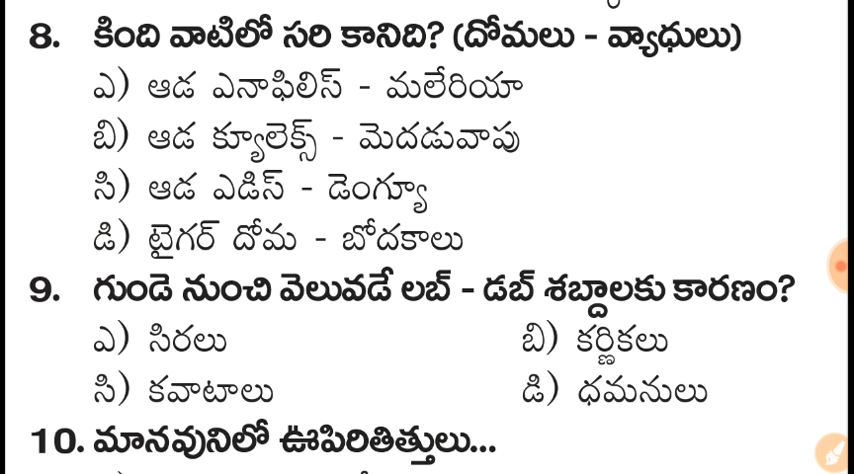 8. కింది వాటిలో సరి కానిది? (దోమలు - వ్యాధులు)
ఎ) ఆడ ఎనాఫిలిస్ - మలేరియా
బి) ఆడ క్యూలెక్స్ - మెదడువాపు
సి) ఆడ ఎడిస్ - డెంగ్యూ
డి) టైగర్ దోమ - బోదకాలు
9. గుండె నుంచి వెలువడే లబ్ - డబ్ శబ్దాలకు కారణం?
ఎ) సిరలు బి) కర్ణికలు
సి) కవాటాలు డి) ధమనులు
10. మానవునిలో ఊపిరితిత్తులు...